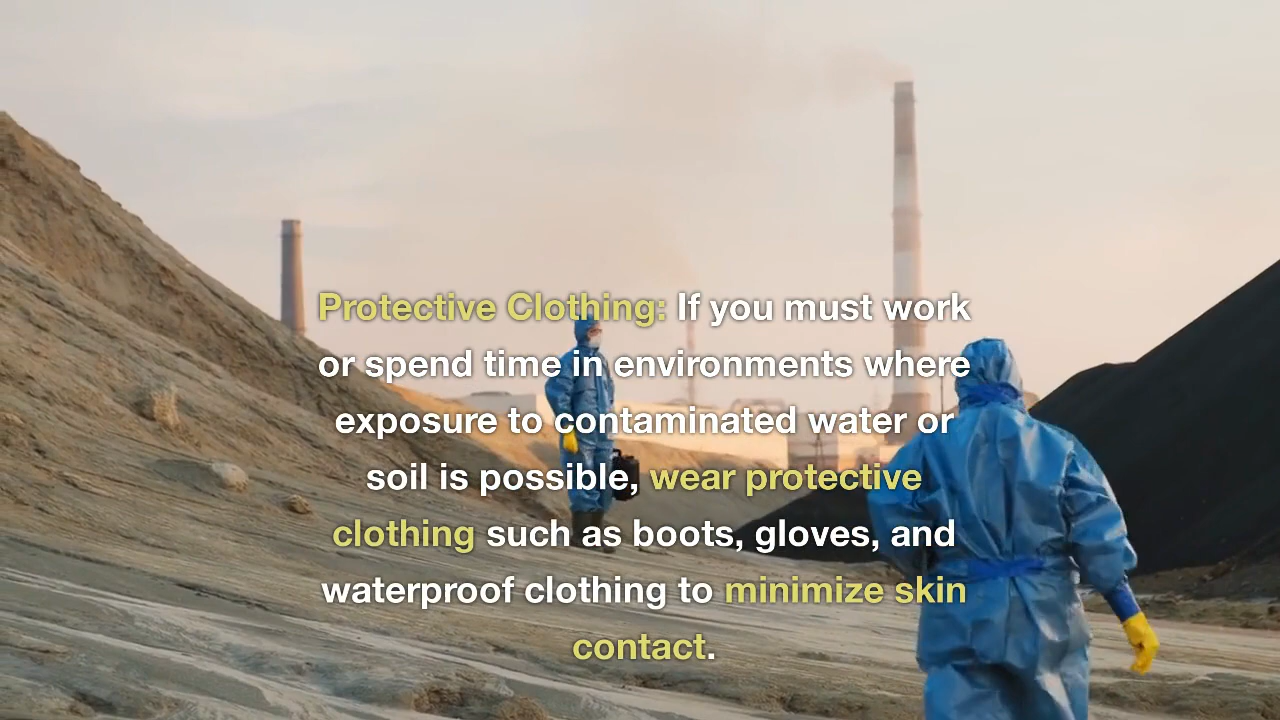 Protective Clothing: If you must work
or spend time in environments where
exposure to contaminated water or
soil is possible, wear protective
clothing such as boots, gloves, and
waterproof clothing to minimize skin
contact.